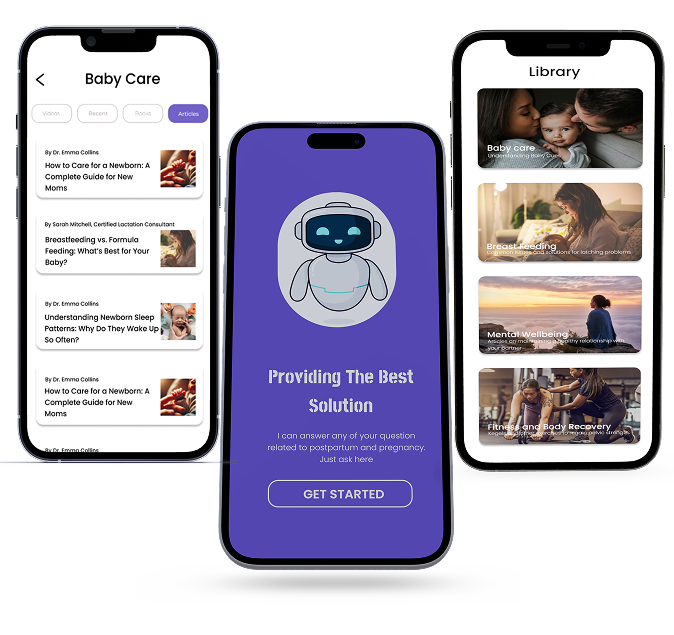 Baby Care
Videos
Recent
Books
Articles
By Dr. Emma Collins
How to Care for a Newborn: A
Complete Guide for New
Moms
By Sarah Mitchell, Certified Lactation Consultant
Breastfeeding vs. Formula
Feeding: What's Best for Your
Baby?
By Dr. Emma Collins
Understanding Newborn Sleep
Patterns: Why Do They Wake Up
So Often?
By Dr. Emma Collins
How to Care for a Newborn: A
Complete Guide for New
Moms
By Dr. Emma Collins
Providing The Best
Solution
I can answer any of your question
related to postpartum and pregnancy.
Just ask here
GET STARTED
Library
Baby care
Understanding Baby Cues
Breast Feeding
Common issues and solutions for latching problems.
Mental Wellbeing
Articles on maintaining a healthy relationship with
your partner
Fitness and Body Recovery
exercises to regain pelvic strength